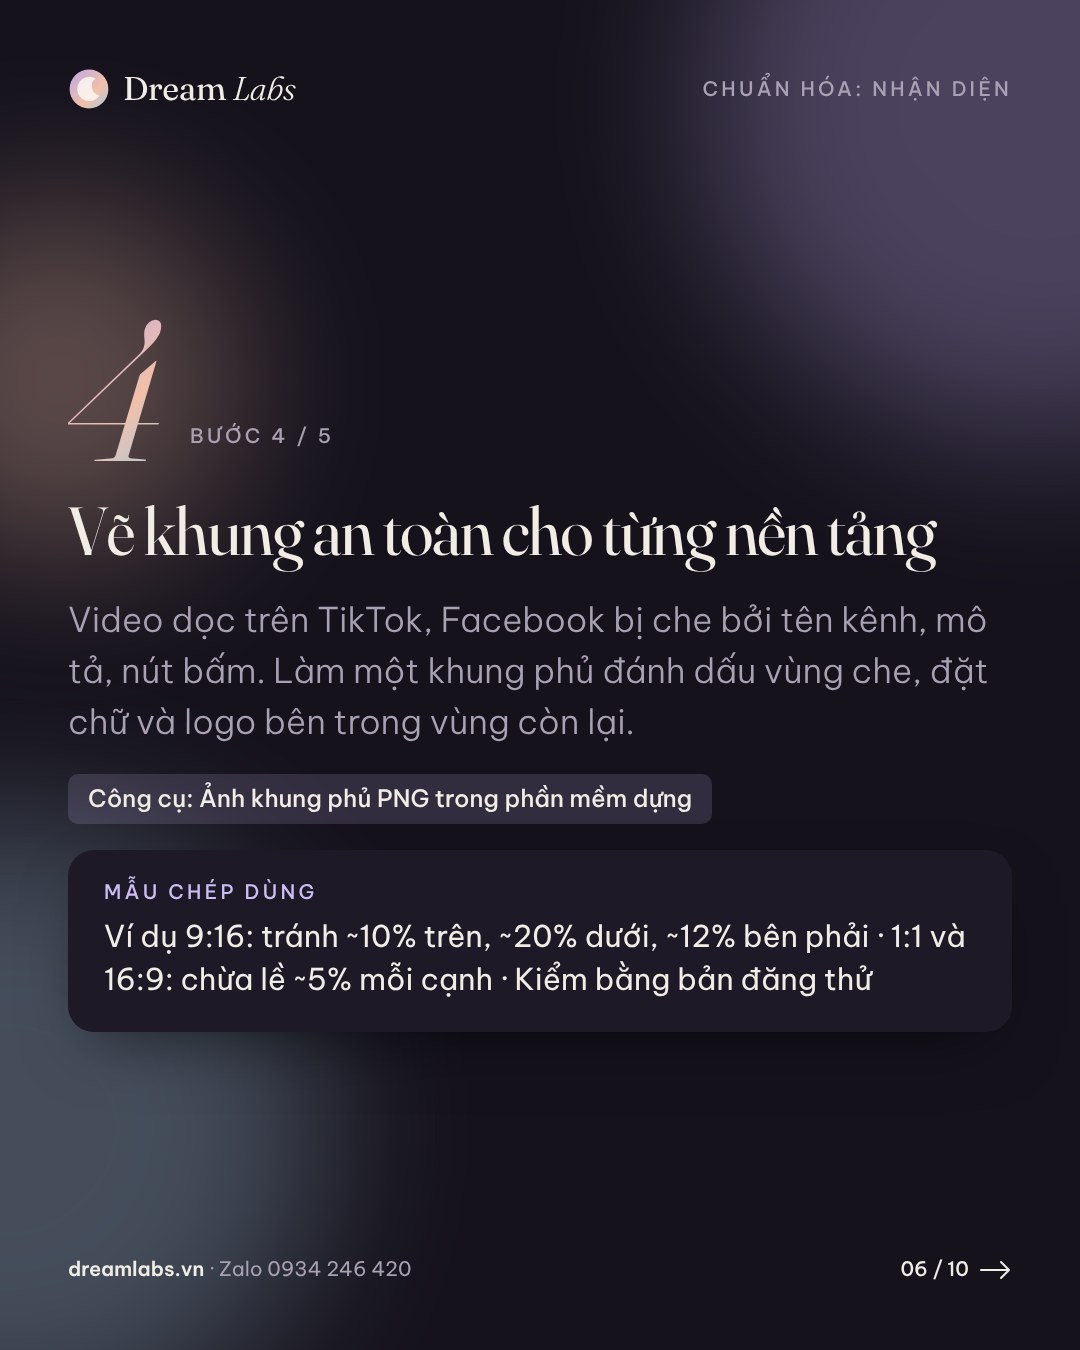 Dream Labs
CHUẨN HÓA: NHẬN DIỆN
4
BƯỚC 4 / 5
Vẽ khung an toàn cho từng nền tảng
Video dọc trên TikTok, Facebook bị che bởi tên kênh, mô
tả, nút bấm. Làm một khung phủ đánh dấu vùng che, đặt
chữ và logo bên trong vùng còn lại.
Công cụ: Ảnh khung phủ PNG trong phần mềm dựng
MẪU CHÉP DÙNG
Ví dụ 9:16: tránh ~10% trên, ~20% dưới, ~12% bên phải · 1:1 và
16:9: chừa lề ~5% mỗi cạnh · Kiểm bằng bản đăng thử
dreamlabs.vn · Zalo 0934 246 420
06 / 10 →